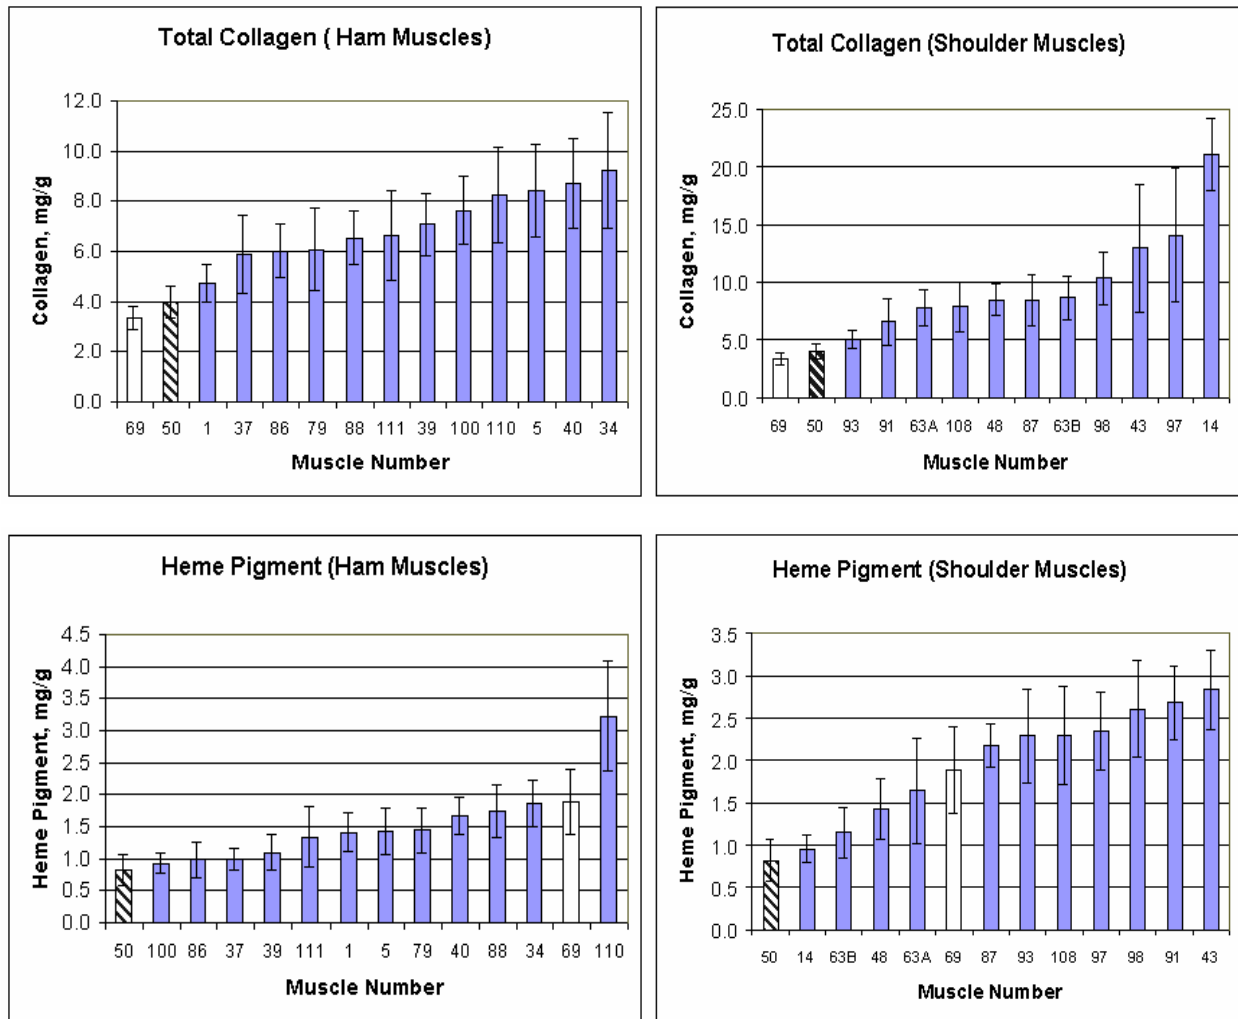 Total Collagen ( Ham Muscles)
12.0
10.0
8.0
6.0
4.0
2.0
0.0
Collagen, mg/g
69 50 1 37 86 79 88 111 39 100 110 5 40 34
Muscle Number
Total Collagen (Shoulder Muscles)
25.0
20.0
15.0
10.0
5.0
0.0
Collagen, mg/g
69 50 93 91 63A 108 48 87 63B 98 43 97 14
Muscle Number
Heme Pigment (Ham Muscles)
4.5
4.0
3.5
3.0
2.5
2.0
1.5
1.0
0.5
0.0
Heme Pigment, mg/g
50 100 86 37 39 111 1 5 79 40 88 34 69 110
Muscle Number
Heme Pigment (Shoulder Muscles)
3.5
3.0
2.5
2.0
1.5
1.0
0.5
0.0
Heme Pigment, mg/g
50 14 63B 48 63A 69 87 93 108 97 98 91 43
Muscle Number